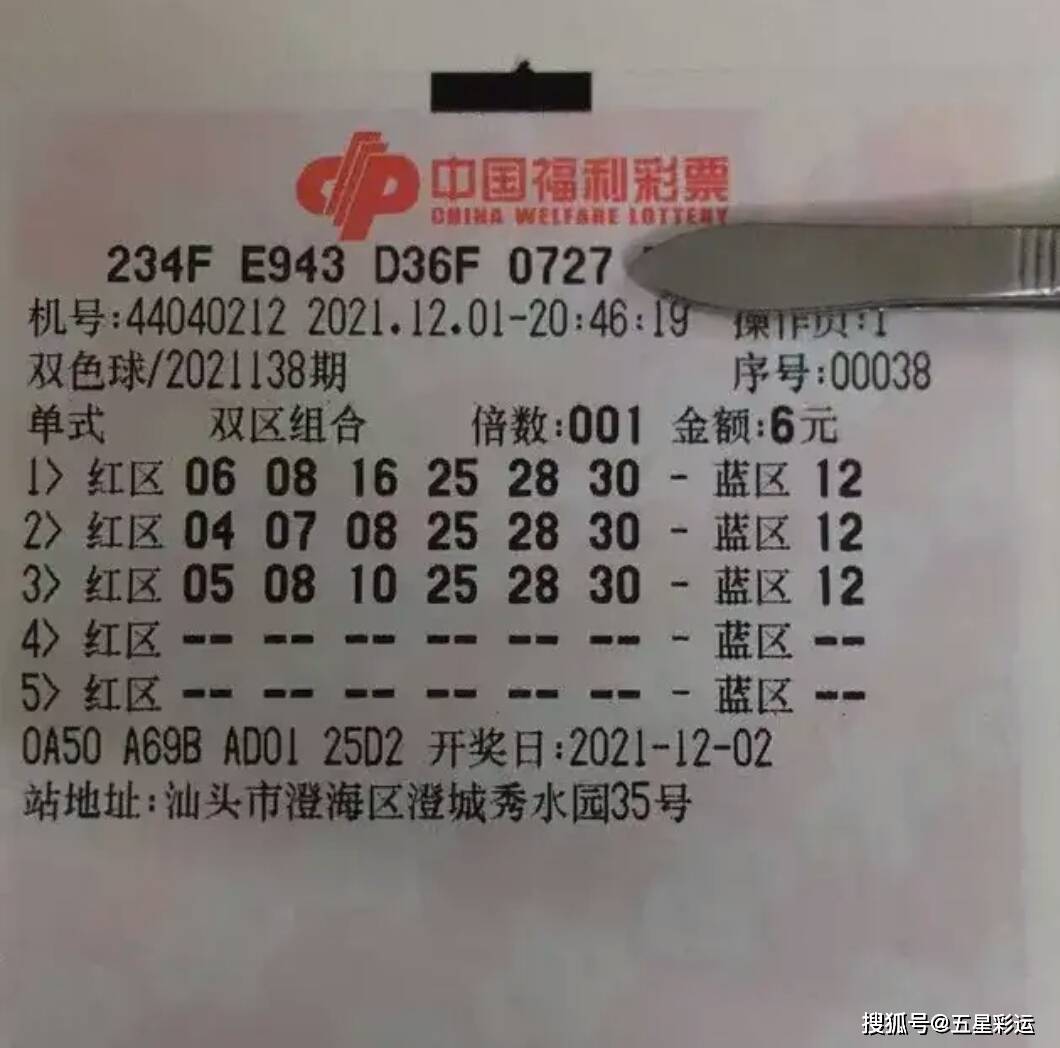 中国福利彩票
CHINA WELFARE LOTTERY
234F E943 D36F 0727
机号:44040212 2021.12.01-20:46:19 操作员:1
双色球/2021138期 序号:00038
单式 双区组合 倍数:001 金额:6元
1> 红区 06 08 16 25 28 30 - 蓝区 12
2> 红区 04 07 08 25 28 30 - 蓝区 12
3> 红区 05 08 10 25 28 30 - 蓝区 12
4> 红区 -- -- -- -- -- -- - 蓝区 --
5> 红区 -- -- -- -- -- -- - 蓝区 --
0A50 A69B AD01 25D2 开奖日:2021-12-02
站地址:汕头市澄海区澄城秀水园35号
搜狐号@五星彩运